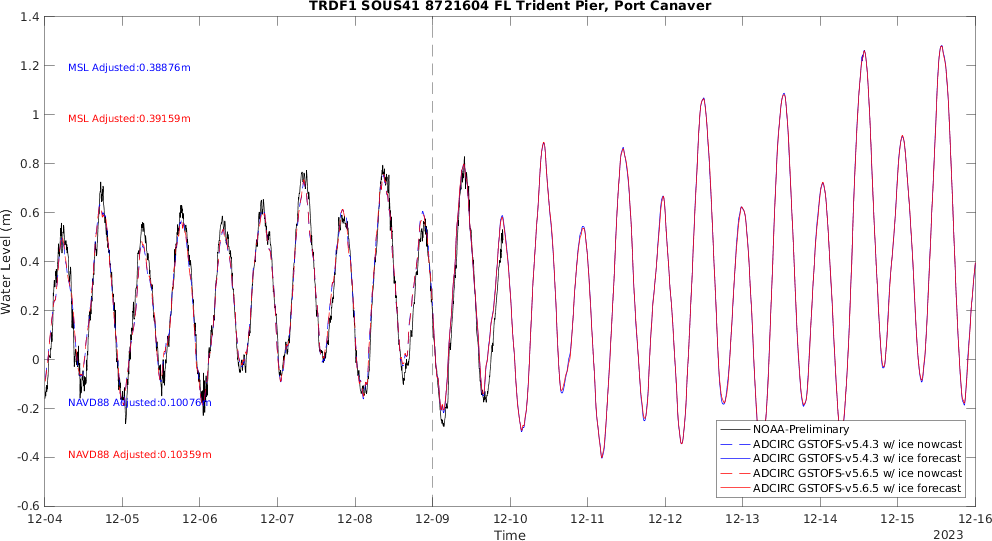 TRDF1 SOUS41 8721604 FL Trident Pier, Port Canaver
1.4
1.2
1
0.8
0.6
0.4
0.2
0
-0.2
-0.4
-0.6
Water Level (m)
MSL Adjusted:0.38876m
MSL Adjusted:0.39159m
NAVD88 Adjusted:0.10076m
NAVD88 Adjusted:0.10359m
NOAA-Preliminary
ADCIRC GSTOFS-v5.4.3 w/ ice nowcast
ADCIRC GSTOFS-v5.4.3 w/ ice forecast
ADCIRC GSTOFS-v5.6.5 w/ ice nowcast
ADCIRC GSTOFS-v5.6.5 w/ ice forecast
12-04 12-05 12-06 12-07 12-08 12-09 12-10 12-11 12-12 12-13 12-14 12-15 12-16
Time
2023